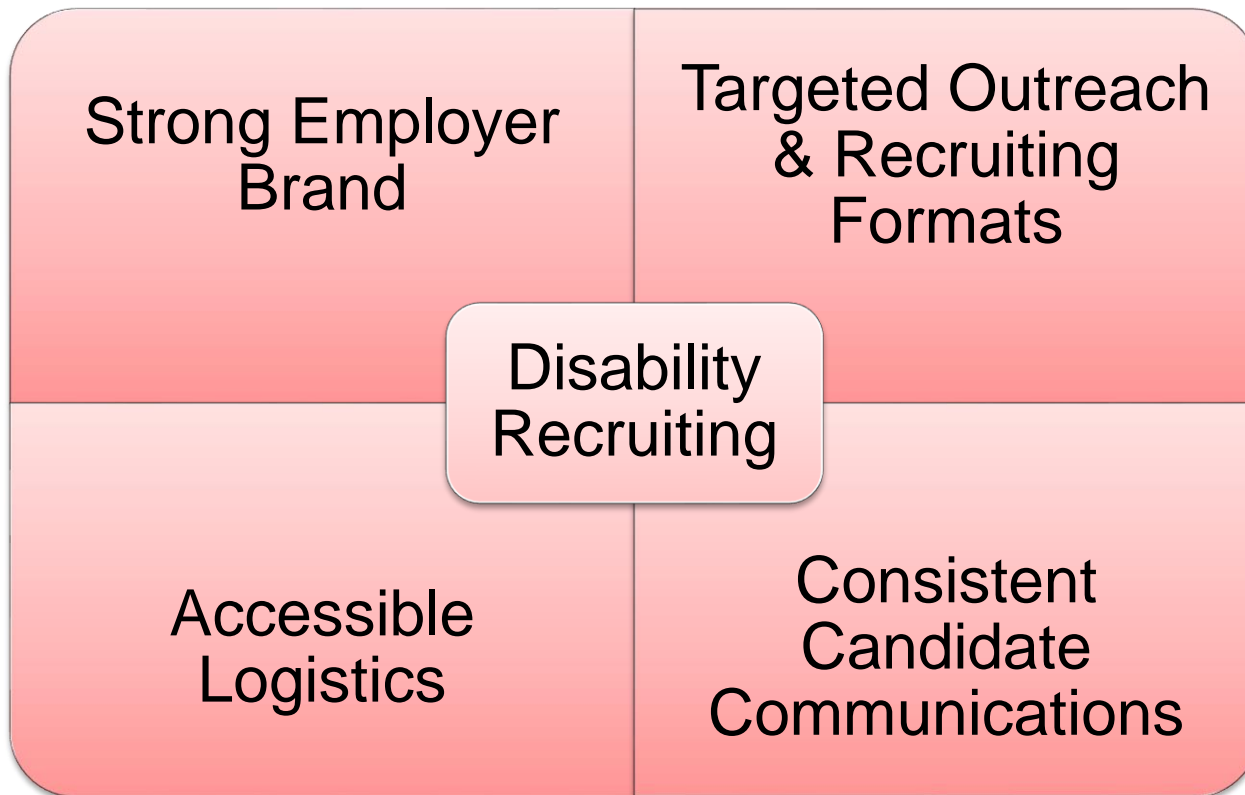 Strong Employer
Brand
Targeted Outreach
& Recruiting
Formats
Disability
Recruiting
Accessible
Logistics
Consistent
Candidate
Communications